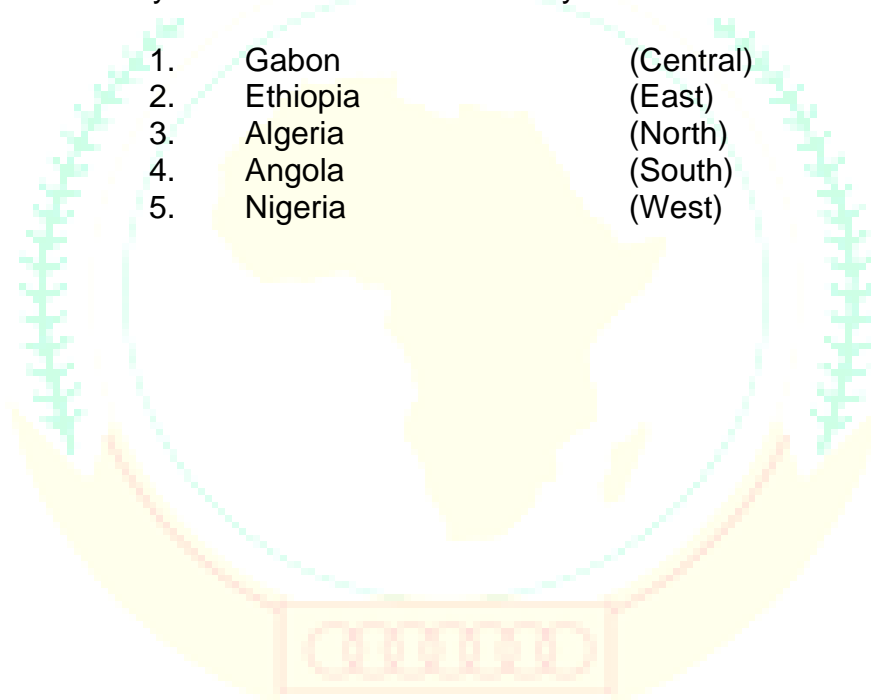 1. Gabon (Central)
2. Ethiopia (East)
3. Algeria (North)
4. Angola (South)
5. Nigeria (West)